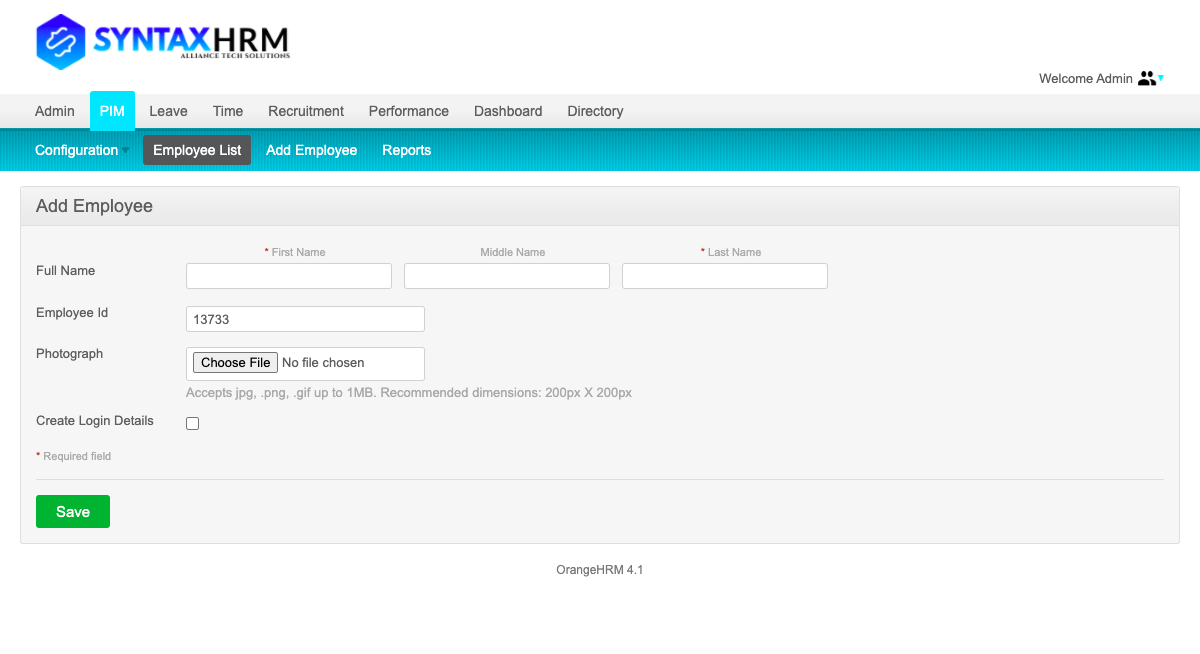 SYNTAXHRM
ALLIANCE TECH SOLUTIONS
Welcome Admin
Admin PIM Leave Time Recruitment Performance Dashboard Directory
Configuration Employee List Add Employee Reports
Add Employee
* First Name Middle Name * Last Name
Full Name
Employee Id 13733
Photograph Choose File No file chosen
Accepts jpg, .png, .gif up to 1MB. Recommended dimensions: 200px X 200px
Create Login Details
* Required field
Save
OrangeHRM 4.1